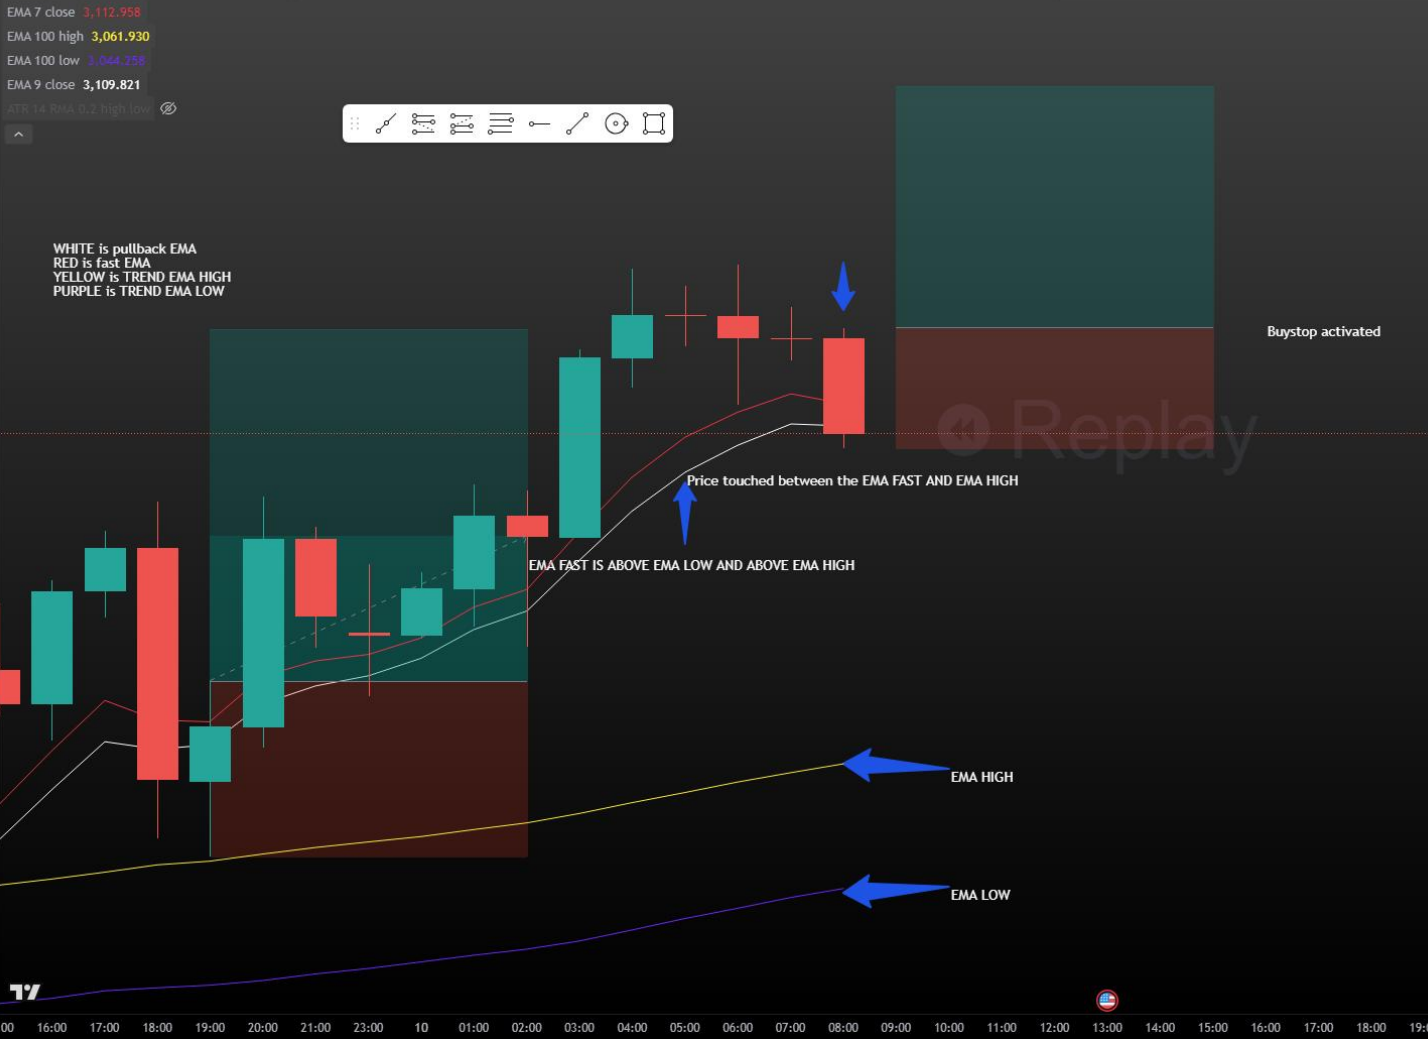 EMA 7 close 3,112.958
EMA 100 high 3,061.930
EMA 100 low 3,044.258
EMA 9 close 3,109.821
ATR 14 RMA 0.2 high low
WHITE is pullback EMA
RED is fast EMA
YELLOW is TREND EMA HIGH
PURPLE is TREND EMA LOW
Buystop activated
Replay
Price touched between the EMA FAST AND EMA HIGH
EMA FAST IS ABOVE EMA LOW AND ABOVE EMA HIGH
EMA HIGH
EMA LOW
:00 16:00 17:00 18:00 19:00 20:00 21:00 23:00 10 01:00 02:00 03:00 04:00 05:00 06:00 07:00 08:00 09:00 10:00 11:00 12:00 13:00 14:00 15:00 16:00 17:00 18:00 19:0